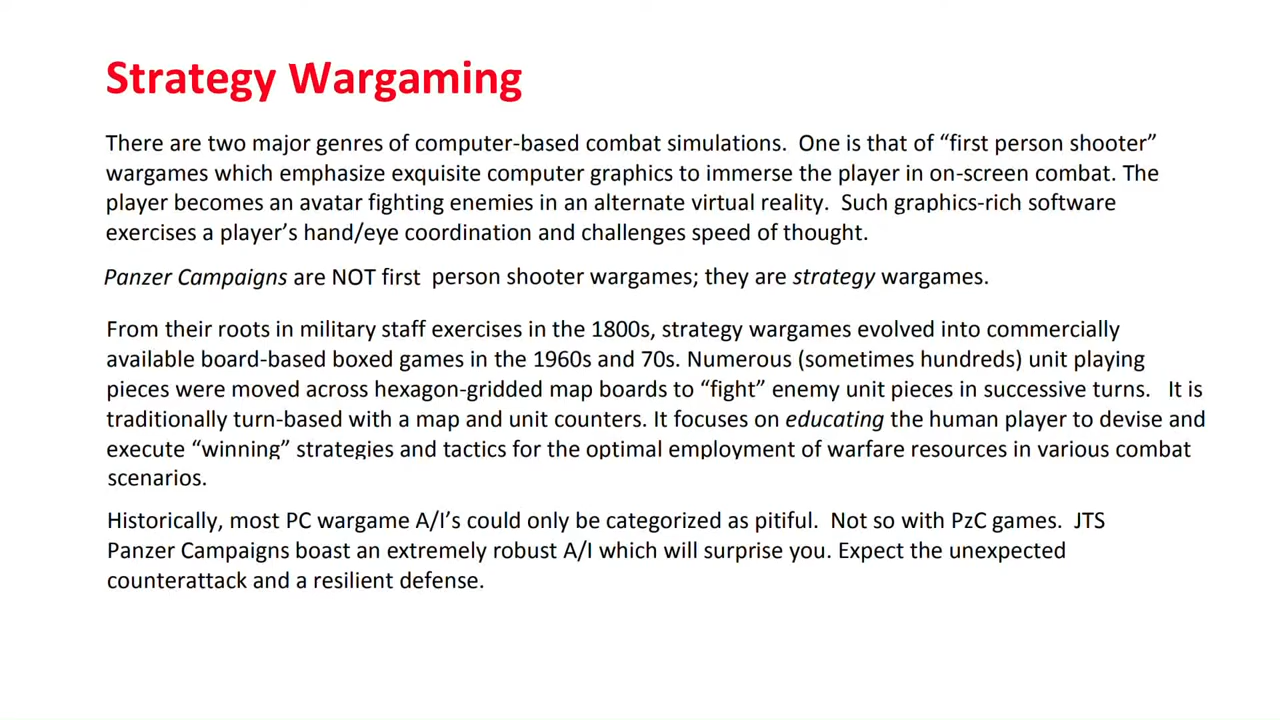 Strategy Wargaming
There are two major genres of computer-based combat simulations.  One is that of “first person shooter”
wargames which emphasize exquisite computer graphics to immerse the player in on-screen combat. The
player becomes an avatar fighting enemies in an alternate virtual reality.  Such graphics-rich software
exercises a player’s hand/eye coordination and challenges speed of thought.
Panzer Campaigns are NOT first  person shooter wargames; they are strategy wargames.
From their roots in military staff exercises in the 1800s, strategy wargames evolved into commercially
available board-based boxed games in the 1960s and 70s. Numerous (sometimes hundreds) unit playing
pieces were moved across hexagon-gridded map boards to “fight” enemy unit pieces in successive turns.   It is
traditionally turn-based with a map and unit counters. It focuses on educating the human player to devise and
execute “winning” strategies and tactics for the optimal employment of warfare resources in various combat
scenarios.
Historically, most PC wargame A/I’s could only be categorized as pitiful.  Not so with PzC games.  JTS
Panzer Campaigns boast an extremely robust A/I which will surprise you. Expect the unexpected
counterattack and a resilient defense.